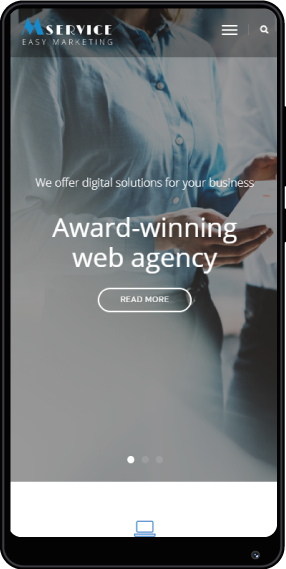 MSERVICE
EASY MARKETING
We offer digital solutions for your business
Award-winning
web agency
READ MORE